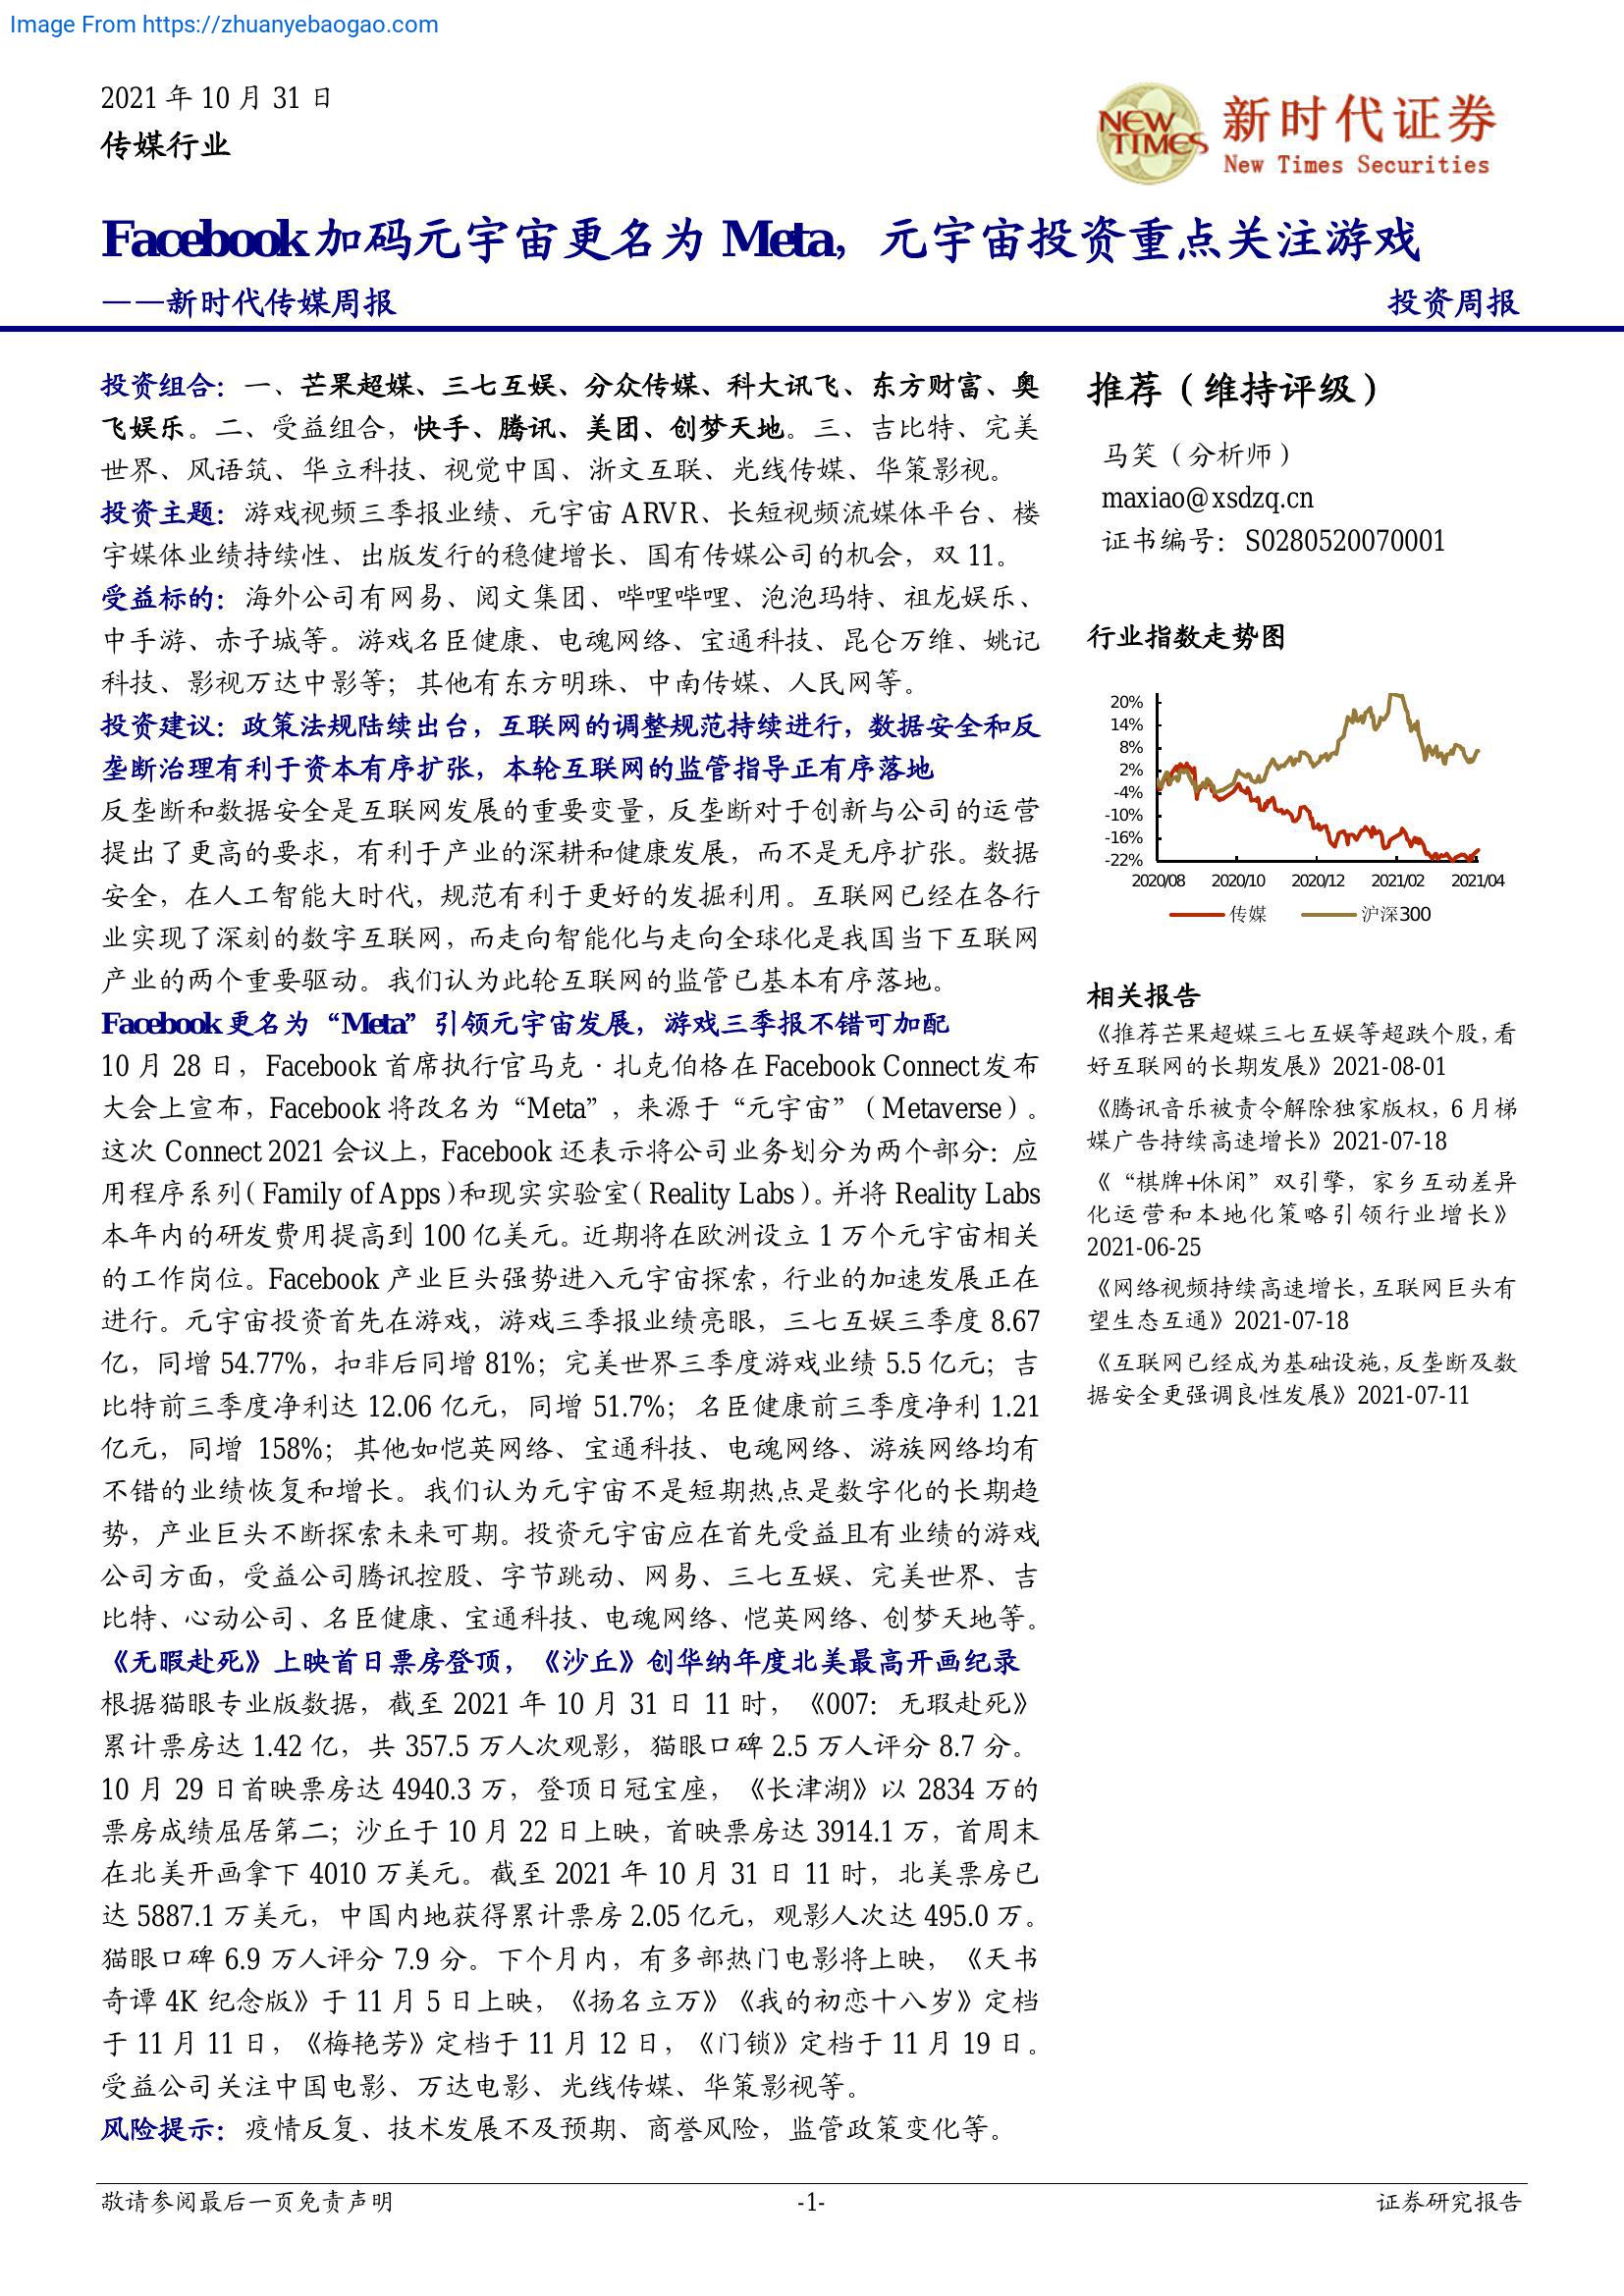 Image From https://zhuanyebaogao.com
2021 年 10 月 31 日
传媒行业
NEW TIMES
新时代证券
New Times Securities
Facebook 加码元宇宙更名为 Meta，元宇宙投资重点关注游戏
——新时代传媒周报
投资周报
投资组合：一、芒果超媒、三七互娱、分众传媒、科大讯飞、东方财富、奥
飞娱乐。二、受益组合，快手、腾讯、美团、创梦天地。三、吉比特、完美
世界、风语筑、华立科技、视觉中国、浙文互联、光线传媒、华策影视。
投资主题：游戏视频三季报业绩、元宇宙 ARVR、长短视频流媒体平台、楼
宇媒体业绩持续性、出版发行的稳健增长、国有传媒公司的机会，双 11。
受益标的：海外公司有网易、阅文集团、哔哩哔哩、泡泡玛特、祖龙娱乐、
中手游、赤子城等。游戏名臣健康、电魂网络、宝通科技、昆仑万维、姚记
科技、影视万达中影等；其他有东方明珠、中南传媒、人民网等。
投资建议：政策法规陆续出台，互联网的调整规范持续进行，数据安全和反
垄断治理有利于资本有序扩张，本轮互联网的监管指导正有序落地
反垄断和数据安全是互联网发展的重要变量，反垄断对于创新与公司的运营
提出了更高的要求，有利于产业的深耕和健康发展，而不是无序扩张。数据
安全，在人工智能大时代，规范有利于更好的发掘利用。互联网已经在各行
业实现了深刻的数字互联网，而走向智能化与走向全球化是我国当下互联网
产业的两个重要驱动。我们认为此轮互联网的监管已基本有序落地。
Facebook 更名为“Meta”引领元宇宙发展，游戏三季报不错可加配
10 月 28 日，Facebook 首席执行官马克·扎克伯格在 Facebook Connect 发布
大会上宣布，Facebook 将改名为“Meta”，来源于“元宇宙”（Metaverse）。
这次 Connect 2021 会议上，Facebook 还表示将公司业务划分为两个部分：应
用程序系列（Family of Apps）和现实实验室（Reality Labs）。并将 Reality Labs
本年内的研发费用提高到 100 亿美元。近期将在欧洲设立 1 万个元宇宙相关
的工作岗位。Facebook 产业巨头强势进入元宇宙探索，行业的加速发展正在
进行。元宇宙投资首先在游戏，游戏三季报业绩亮眼，三七互娱三季度 8.67
亿，同增 54.77%，扣非后同增 81%；完美世界三季度游戏业绩 5.5 亿元；吉
比特前三季度净利达 12.06 亿元，同增 51.7%；名臣健康前三季度净利 1.21
亿元，同增 158%；其他如恺英网络、宝通科技、电魂网络、游族网络均有
不错的业绩恢复和增长。我们认为元宇宙不是短期热点是数字化的长期趋
势，产业巨头不断探索未来可期。投资元宇宙应在首先受益且有业绩的游戏
公司方面，受益公司腾讯控股、字节跳动、网易、三七互娱、完美世界、吉
比特、心动公司、名臣健康、宝通科技、电魂网络、恺英网络、创梦天地等。
《无暇赴死》上映首日票房登顶，《沙丘》创华纳年度北美最高开画纪录
根据猫眼专业版数据，截至 2021 年 10 月 31 日 11 时，《007：无瑕赴死》
累计票房达 1.42 亿，共 357.5 万人次观影，猫眼口碑 2.5 万人评分 8.7 分。
10 月 29 日首映票房达 4940.3 万，登顶日冠宝座，《长津湖》以 2834 万的
票房成绩屈居第二；沙丘于 10 月 22 日上映，首映票房达 3914.1 万，首周末
在北美开画拿下 4010 万美元。截至 2021 年 10 月 31 日 11 时，北美票房已
达 5887.1 万美元，中国内地获得累计票房 2.05 亿元，观影人次达 495.0 万。
猫眼口碑 6.9 万人评分 7.9 分。下个月内，有多部热门电影将上映，《天书
奇谭 4K 纪念版》于 11 月 5 日上映，《扬名立万》《我的初恋十八岁》定档
于 11 月 11 日，《梅艳芳》定档于 11 月 12 日，《门锁》定档于 11 月 19 日。
受益公司关注中国电影、万达电影、光线传媒、华策影视等。
风险提示：疫情反复、技术发展不及预期、商誉风险，监管政策变化等。
推荐（维持评级）
马笑（分析师）
maxiao@xsdzq.cn
证书编号：S0280520070001
行业指数走势图
20%
14%
8%
2%
-4%
-10%
-16%
-22%
2020/08 2020/10 2020/12 2021/02 2021/04
传媒 沪深300
相关报告
《推荐芒果超媒三七互娱等超跌个股，看
好互联网的长期发展》2021-08-01
《腾讯音乐被责令解除独家版权，6 月梯
媒广告持续高速增长》2021-07-18
《“棋牌+休闲”双引擎，家乡互动差异
化运营和本地化策略引领行业增长》
2021-06-25
《网络视频持续高速增长，互联网巨头有
望生态互通》2021-07-18
《互联网已经成为基础设施，反垄断及数
据安全更强调良性发展》2021-07-11
敬请参阅最后一页免责声明
-1-
证券研究报告